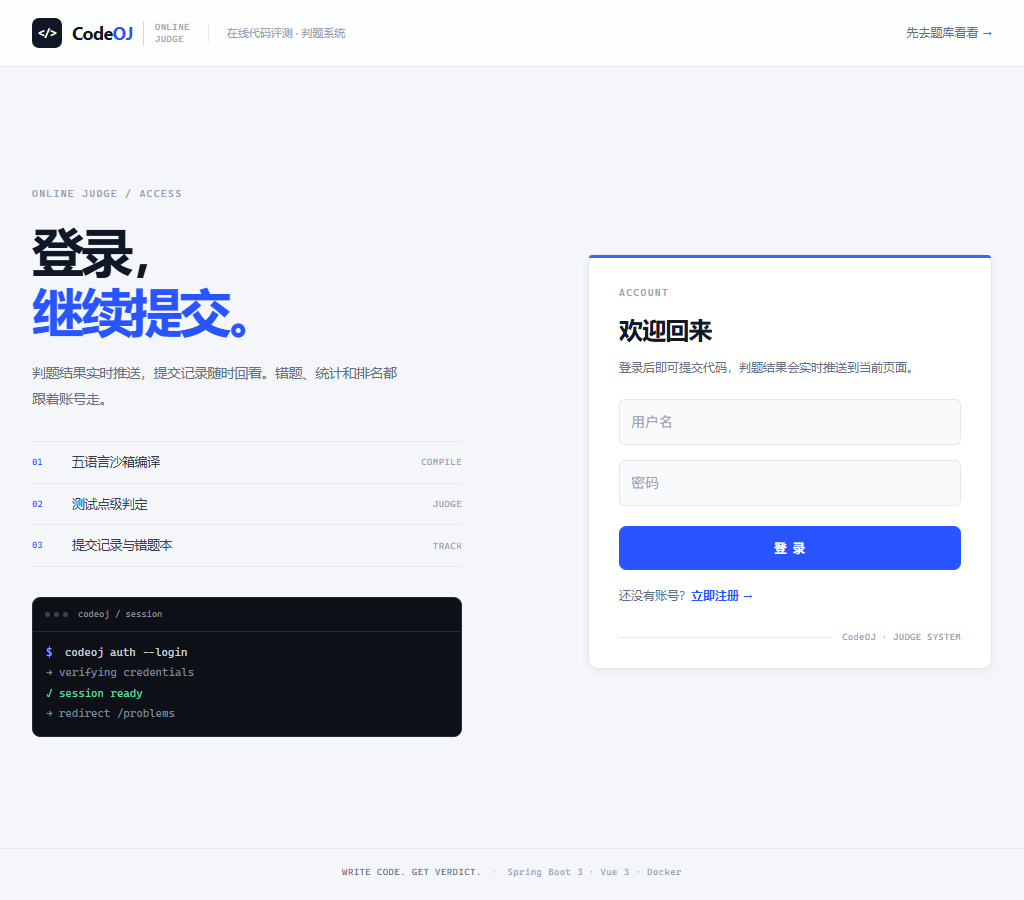 </> CodeOJ ONLINE JUDGE 在线代码评测 · 判题系统 先去题库看看 →
ONLINE JUDGE / ACCESS
登录,
继续提交。
判题结果实时推送，提交记录随时回看。错题、统计和排名都
跟着账号走。
01 五语言沙箱编译 COMPILE
02 测试点级判定 JUDGE
03 提交记录与错题本 TRACK
codeoj / session
$ codeoj auth --login
→ verifying credentials
✓ session ready
→ redirect /problems
ACCOUNT
欢迎回来
登录后即可提交代码，判题结果会实时推送到当前页面。
用户名
密码
登 录
还没有账号? 立即注册 →
CodeOJ · JUDGE SYSTEM
WRITE CODE. GET VERDICT. · Spring Boot 3 · Vue 3 · Docker